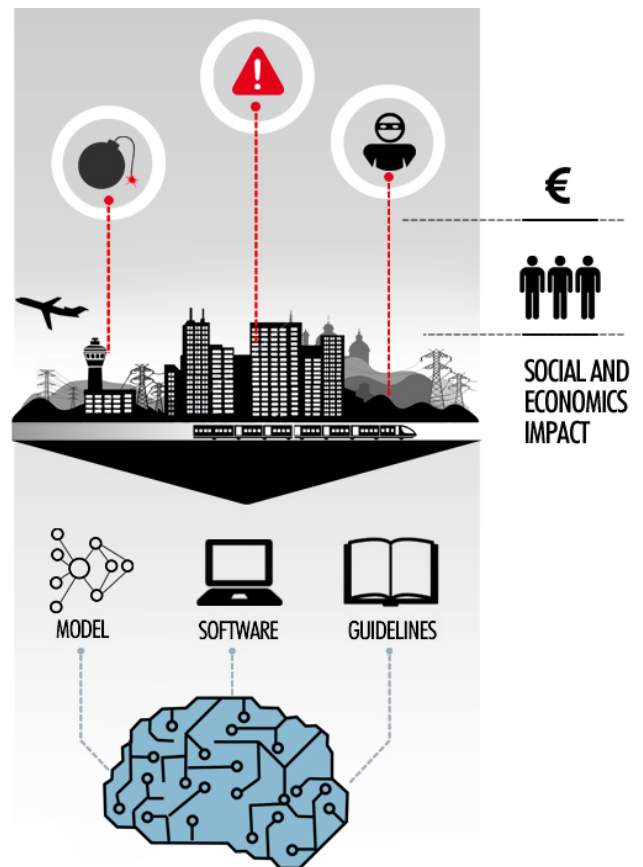 €
SOCIAL AND
ECONOMICS
IMPACT
MODEL
SOFTWARE
GUIDELINES